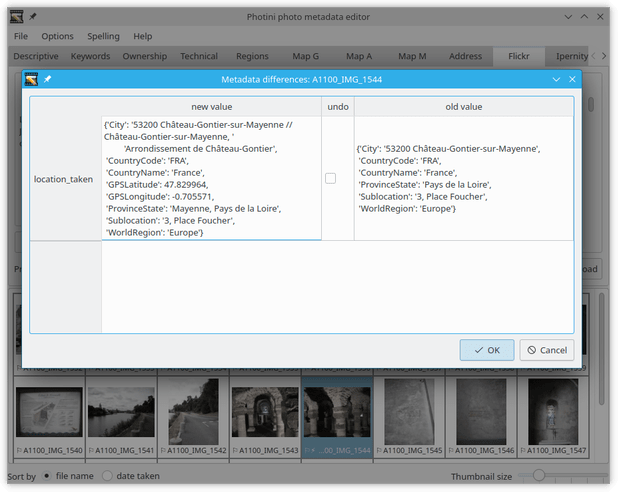 Photini photo metadata editor
File Options Spelling Help
Descriptive Keywords Ownership Technical Regions Map G Map A Map M Address Flickr Ipernity
Metadata differences: A1100_IMG_1544
new value undo old value
location_taken
{'City': '53200 Château-Gontier-sur-Mayenne //
Château-Gontier-sur-Mayenne, '
'Arrondissement de Château-Gontier',
'CountryCode': 'FRA',
'CountryName': 'France',
'GPSLatitude': 47.829964,
'GPSLongitude': -0.705571,
'ProvinceState': 'Mayenne, Pays de la Loire',
'Sublocation': '3, Place Foucher',
'WorldRegion': 'Europe'}
{'City': '53200 Château-Gontier-sur-Mayenne',
'CountryCode': 'FRA',
'CountryName': 'France',
'ProvinceState': 'Pays de la Loire',
'Sublocation': '3, Place Foucher',
'WorldRegion': 'Europe'}
OK Cancel
A1100_IMG_1540 A1100_IMG_1541 A1100_IMG_1542 A1100_IMG_1543 ...00_IMG_1544 A1100_IMG_1545 A1100_IMG_1546 A1100_IMG_1547
Sort by file name date taken Thumbnail size